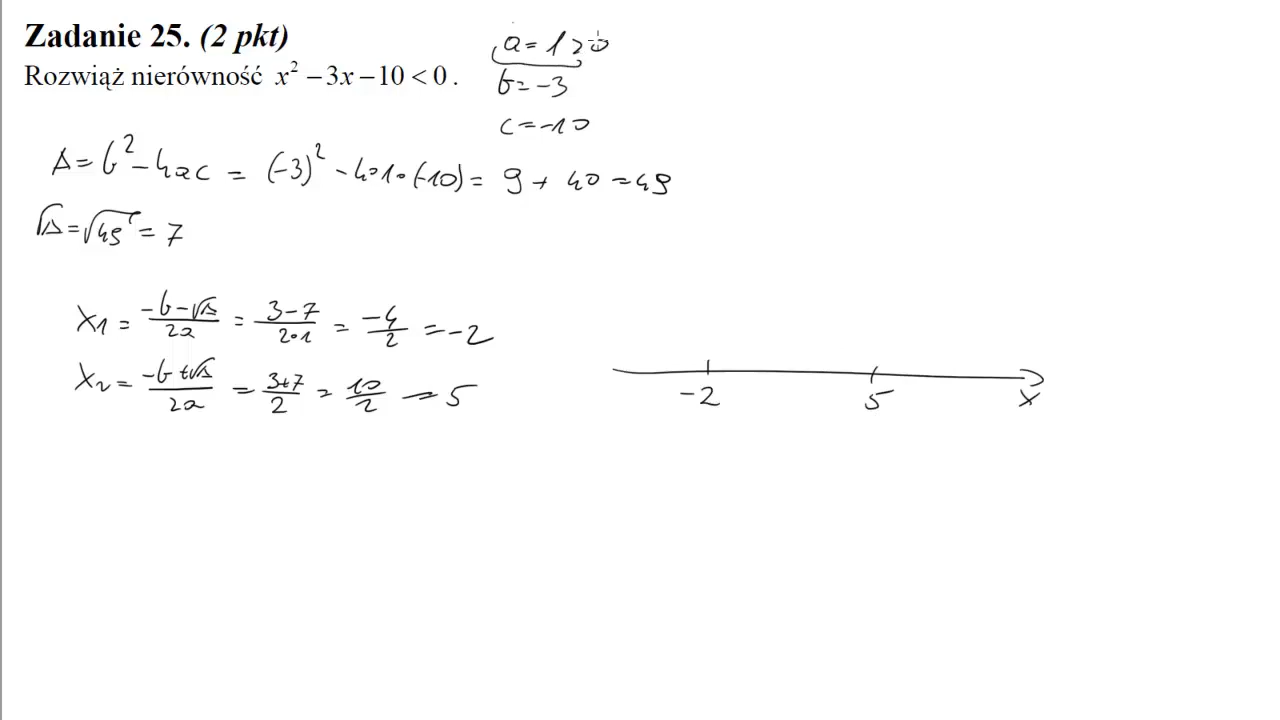 Zadanie 25. (2 pkt)
Rozwiąż nierówność x² − 3x − 10 < 0.
a = 1 > 0
b = −3
c = −10
Δ = b² − 4ac = (−3)² − 4·1·(−10) = 9 + 40 = 49
√Δ = √49 = 7
x1 = (−b − √Δ)/(2a) = (3 − 7)/(2·1) = −4/2 = −2
x2 = (−b + √Δ)/(2a) = (3+7)/2 = 10/2 = 5
−2 5 x